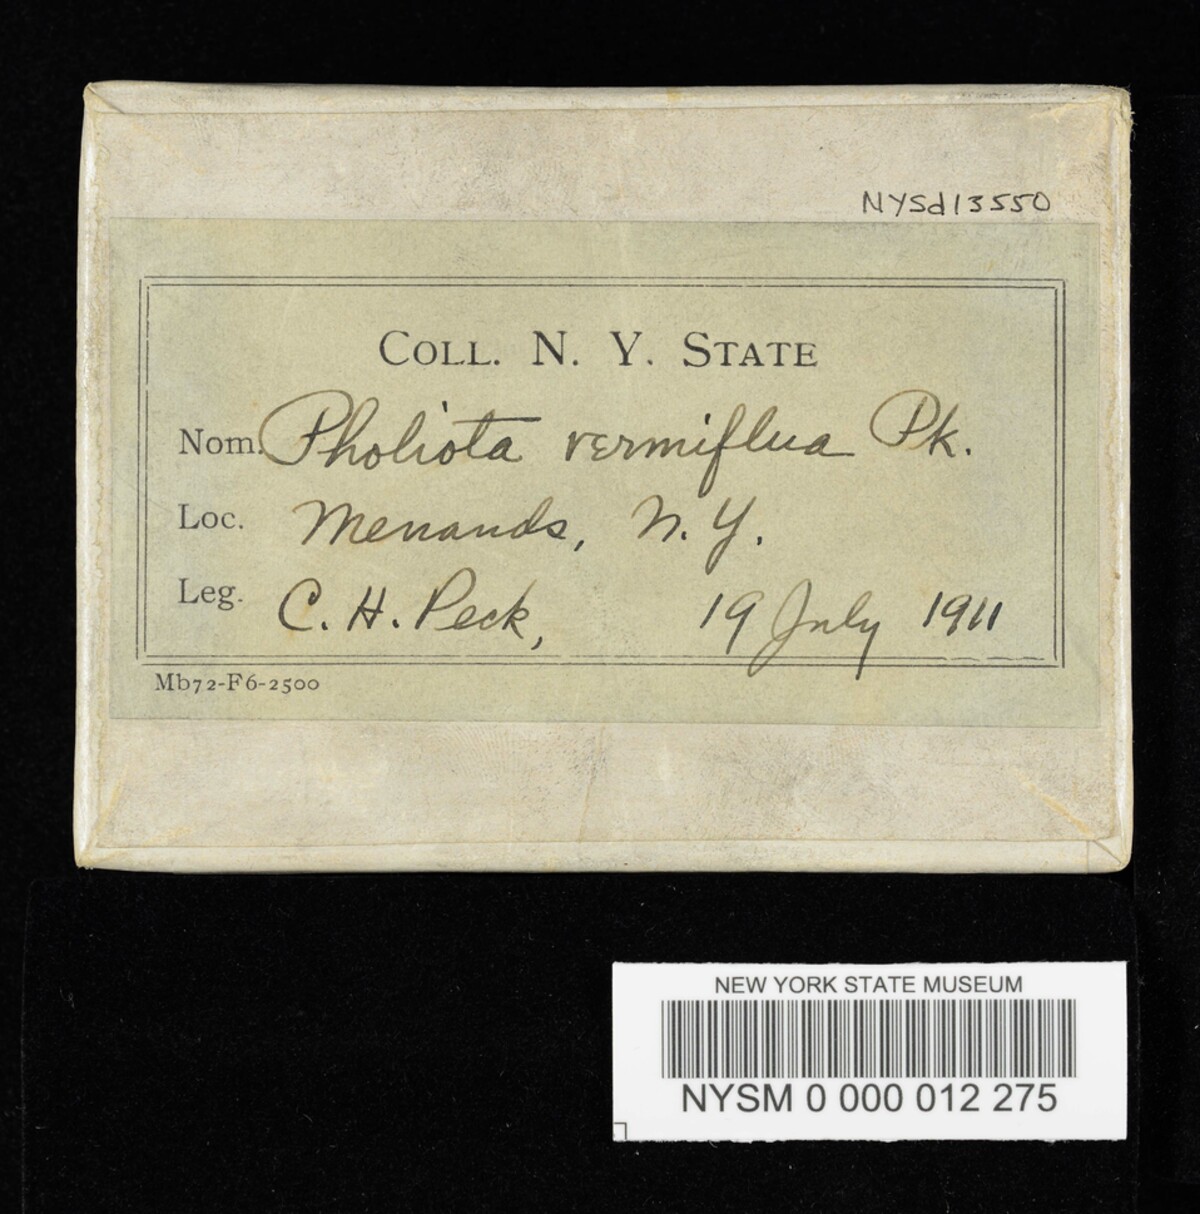 NYSd13550
COLL. N. Y. STATE
Nom. Pholiota vermiflua Pk.
Loc. Menands, N. Y.
Leg. C. H. Peck, 19 July 1911
Mb72-F6-2500
NEW YORK STATE MUSEUM
NYSM 0 000 012 275